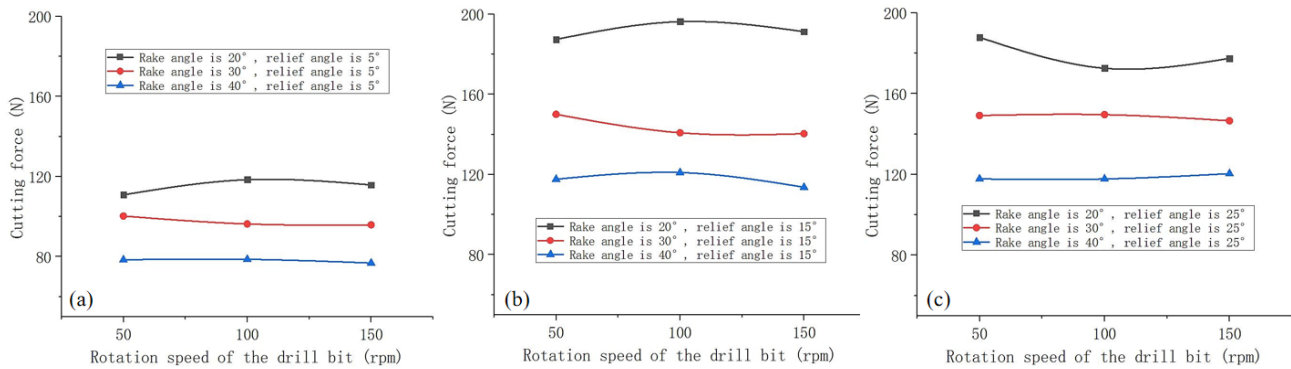 200
160
120
80
Cutting force (N)
Rake angle is 20°, relief angle is 5°
Rake angle is 30°, relief angle is 5°
Rake angle is 40°, relief angle is 5°
(a)
50 100 150
Rotation speed of the drill bit (rpm)
200
160
120
80
Cutting force (N)
Rake angle is 20°, relief angle is 15°
Rake angle is 30°, relief angle is 15°
Rake angle is 40°, relief angle is 15°
(b)
50 100 150
Rotation speed of the drill bit (rpm)
200
160
120
80
Cutting force (N)
Rake angle is 20°, relief angle is 25°
Rake angle is 30°, relief angle is 25°
Rake angle is 40°, relief angle is 25°
(c)
50 100 150
Rotation speed of the drill bit (rpm)